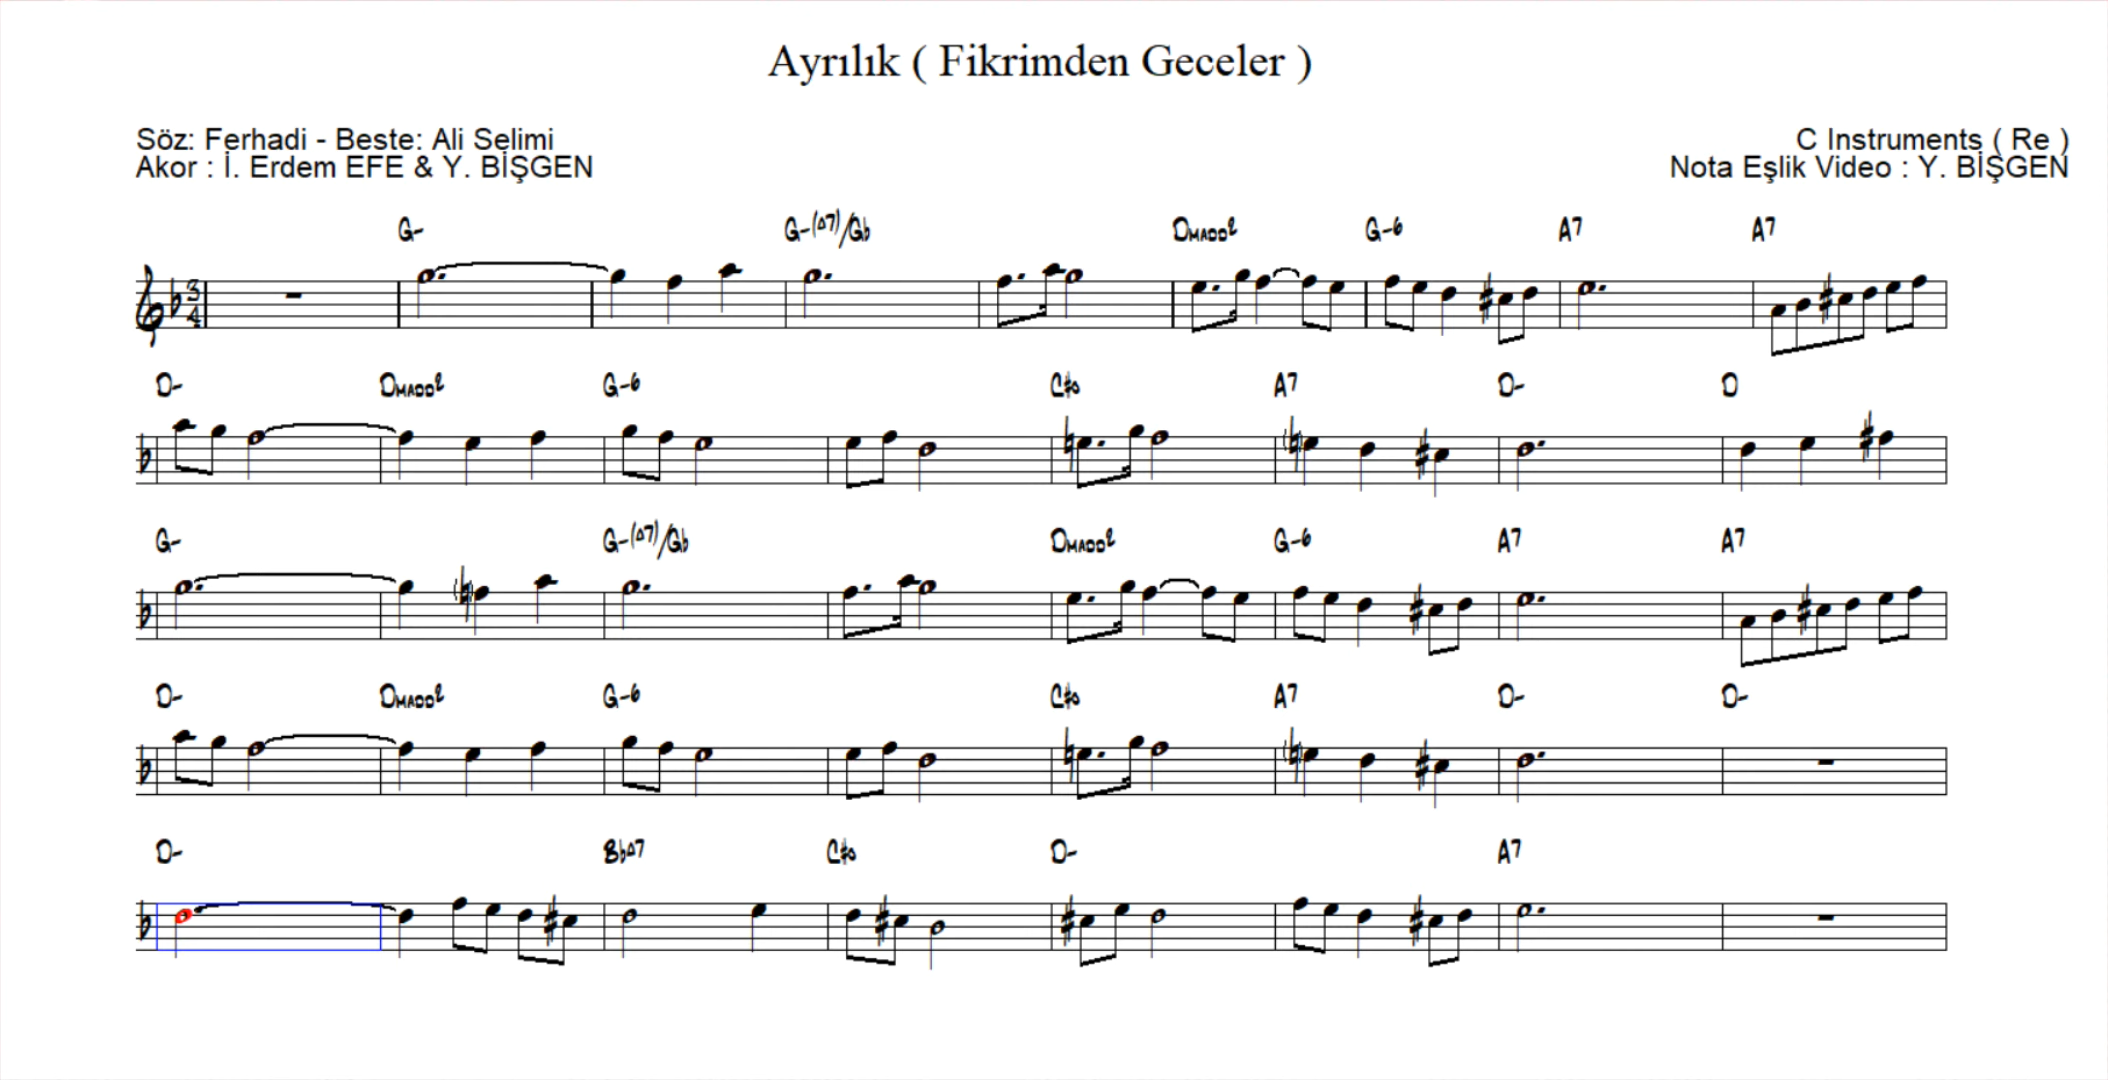 Ayrılık ( Fikrimden Geceler )
Söz: Ferhadi - Beste: Ali Selimi
Akor : İ. Erdem EFE & Y. BİŞGEN
C Instruments ( Re )
Nota Eşlik Video : Y. BİŞGEN
G- G-(Δ7)/Gb Dmadd2 G-6 A7 A7
3
4
D- Dmadd2 G-6 C#o A7 D- D
G- G-(Δ7)/Gb Dmadd2 G-6 A7 A7
D- Dmadd2 G-6 C#o A7 D- D-
D- BbΔ7 C#o D- A7